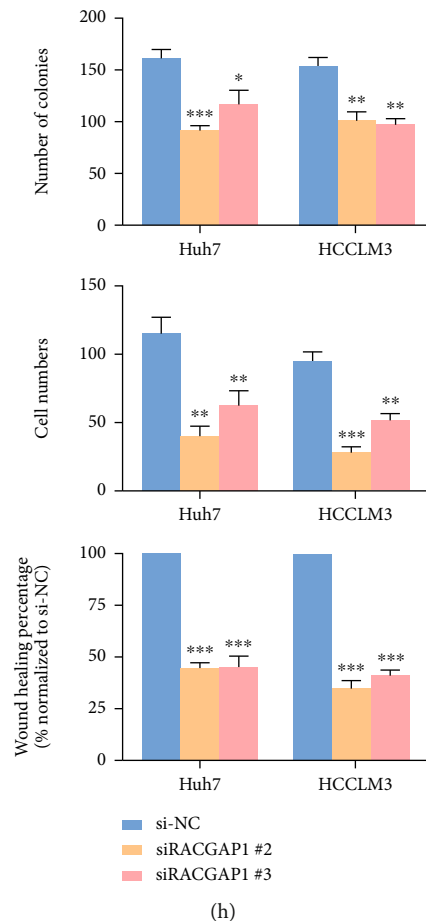 200
150
100
50
0
Number of colonies
***
*
**
**
Huh7
HCCLM3
150
100
50
0
Cell numbers
**
**
***
**
Huh7
HCCLM3
100
75
50
25
0
Wound healing percentage
(% normalized to si-NC)
***
***
***
***
Huh7
HCCLM3
si-NC
siRACGAP1 #2
siRACGAP1 #3
(h)